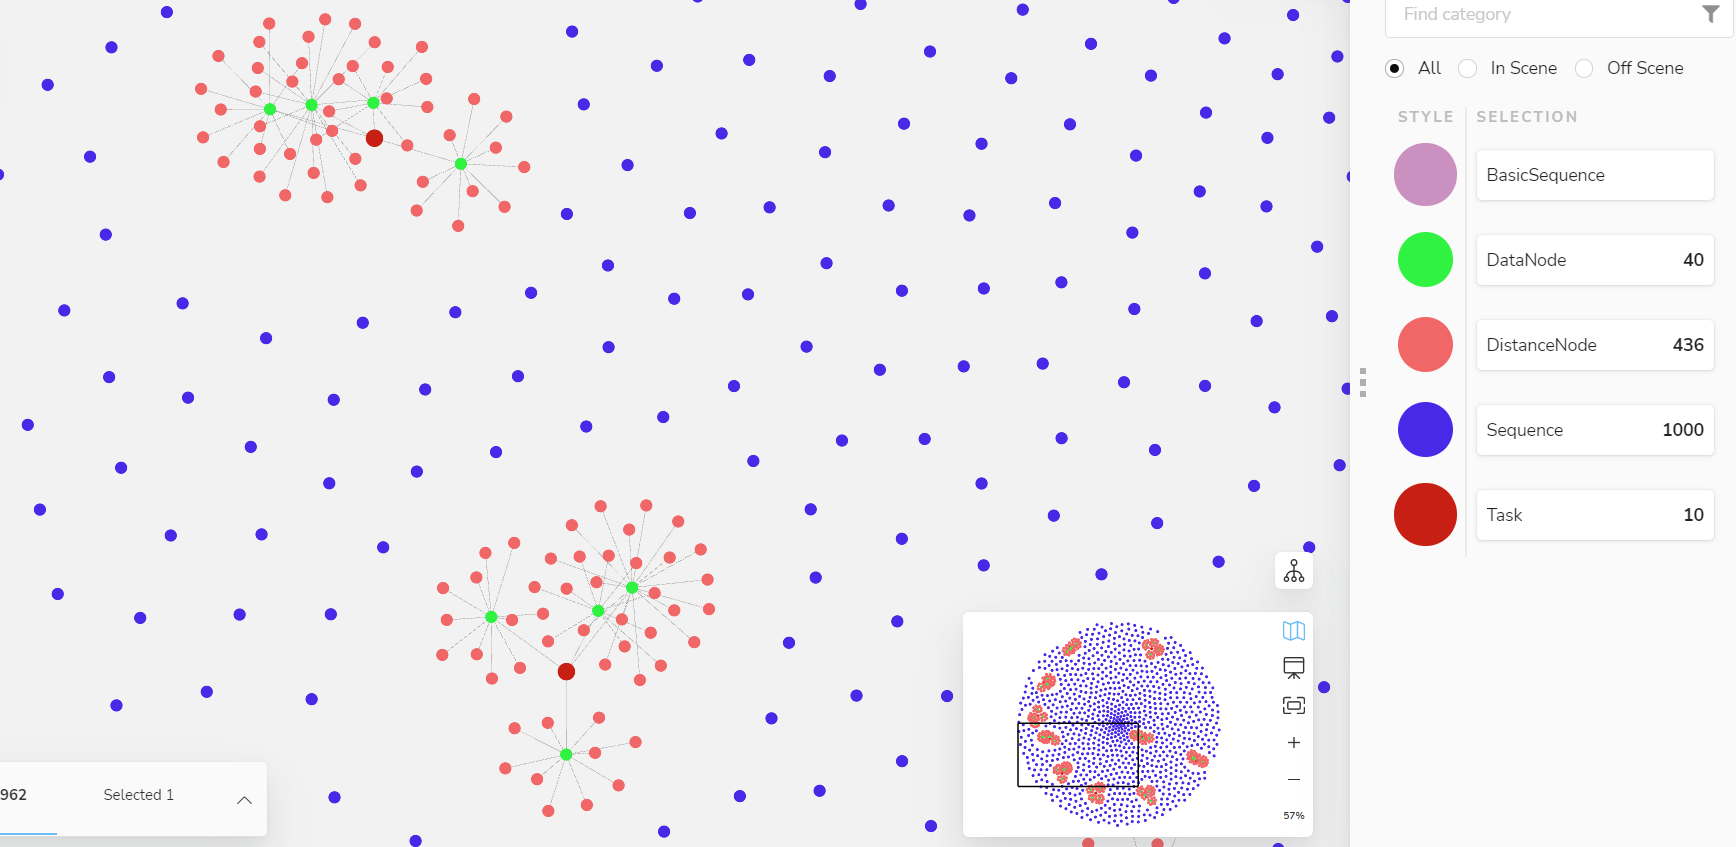 Find category
All In Scene Off Scene
STYLE SELECTION
BasicSequence
DataNode 40
DistanceNode 436
Sequence 1000
Task 10
962 Selected 1
57%